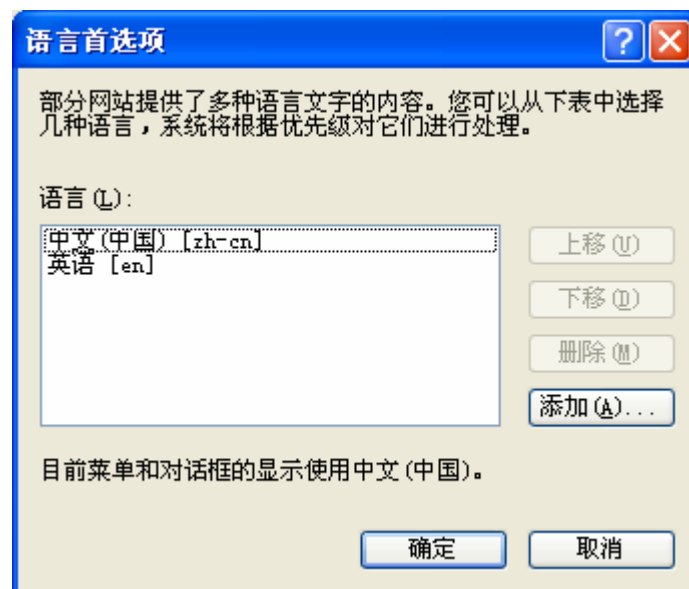 语言首选项
部分网站提供了多种语言文字的内容。您可以从下表中选择
几种语言，系统将根据优先级对它们进行处理。
语言(L):
中文(中国) [zh-cn]
英语 [en]
上移(U)
下移(D)
删除(M)
添加(A)...
目前菜单和对话框的显示使用中文(中国)。
确定
取消